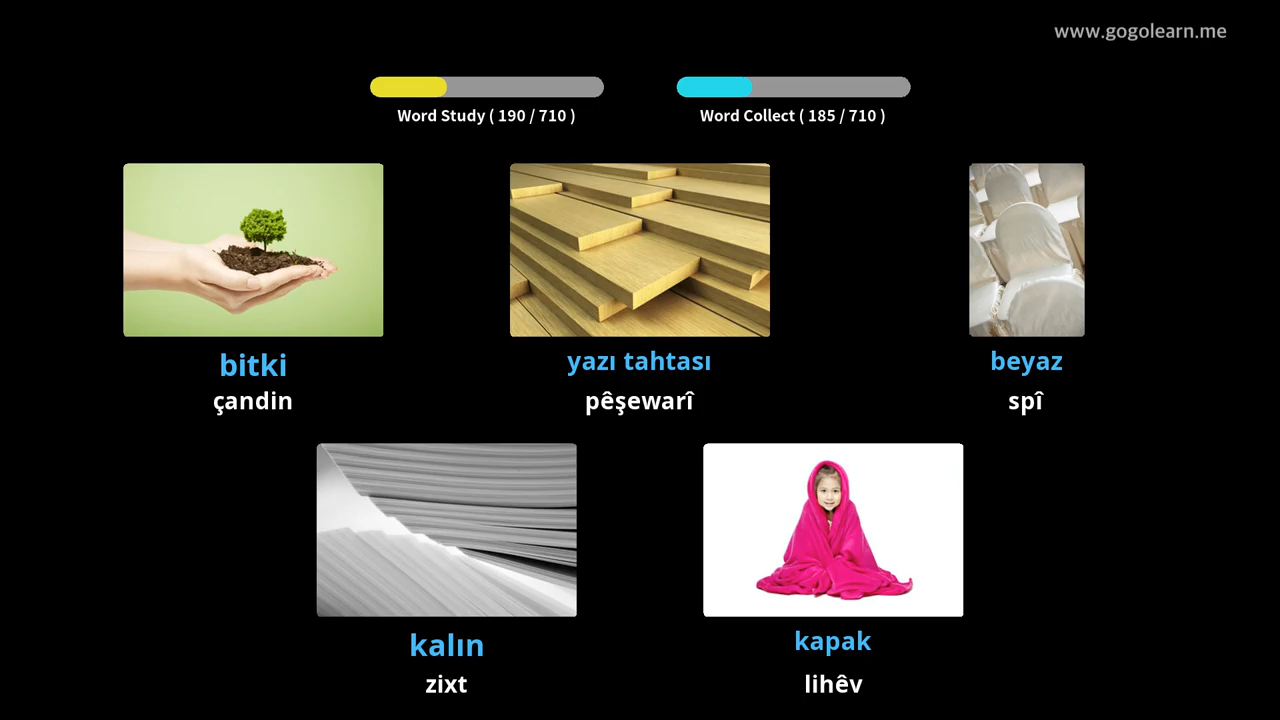 www.gogolearn.me
Word Study ( 190 / 710 )
Word Collect ( 185 / 710 )
bitki
çandin
yazı tahtası
pêşewarî
beyaz
spî
kalın
zixt
kapak
lihêv